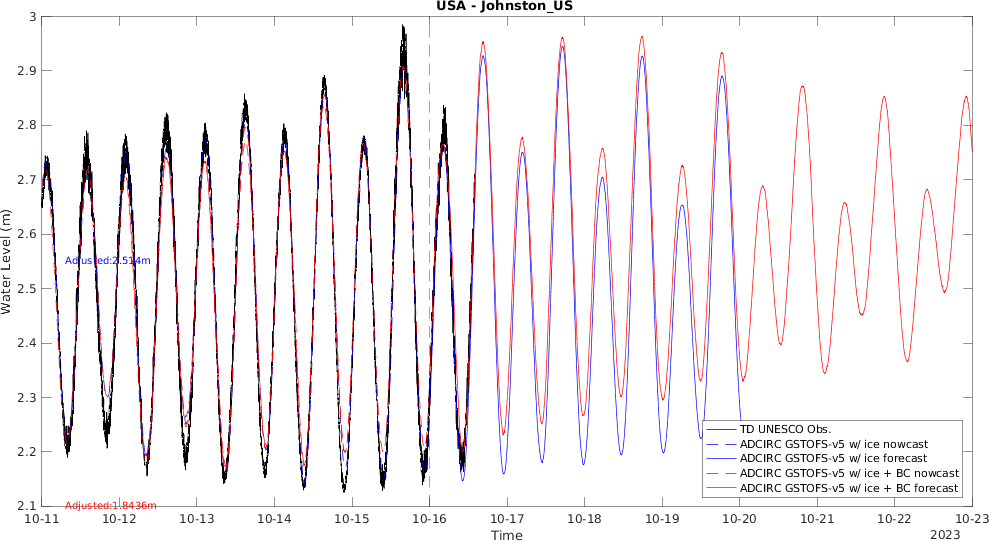 USA - Johnston_US
3
2.9
2.8
2.7
2.6
2.5
2.4
2.3
2.2
2.1
Water Level (m)
Adjusted:2.514m
Adjusted:1.8436m
TD UNESCO Obs.
ADCIRC GSTOFS-v5 w/ ice nowcast
ADCIRC GSTOFS-v5 w/ ice forecast
ADCIRC GSTOFS-v5 w/ ice + BC nowcast
ADCIRC GSTOFS-v5 w/ ice + BC forecast
10-11 10-12 10-13 10-14 10-15 10-16 10-17 10-18 10-19 10-20 10-21 10-22 10-23
Time
2023